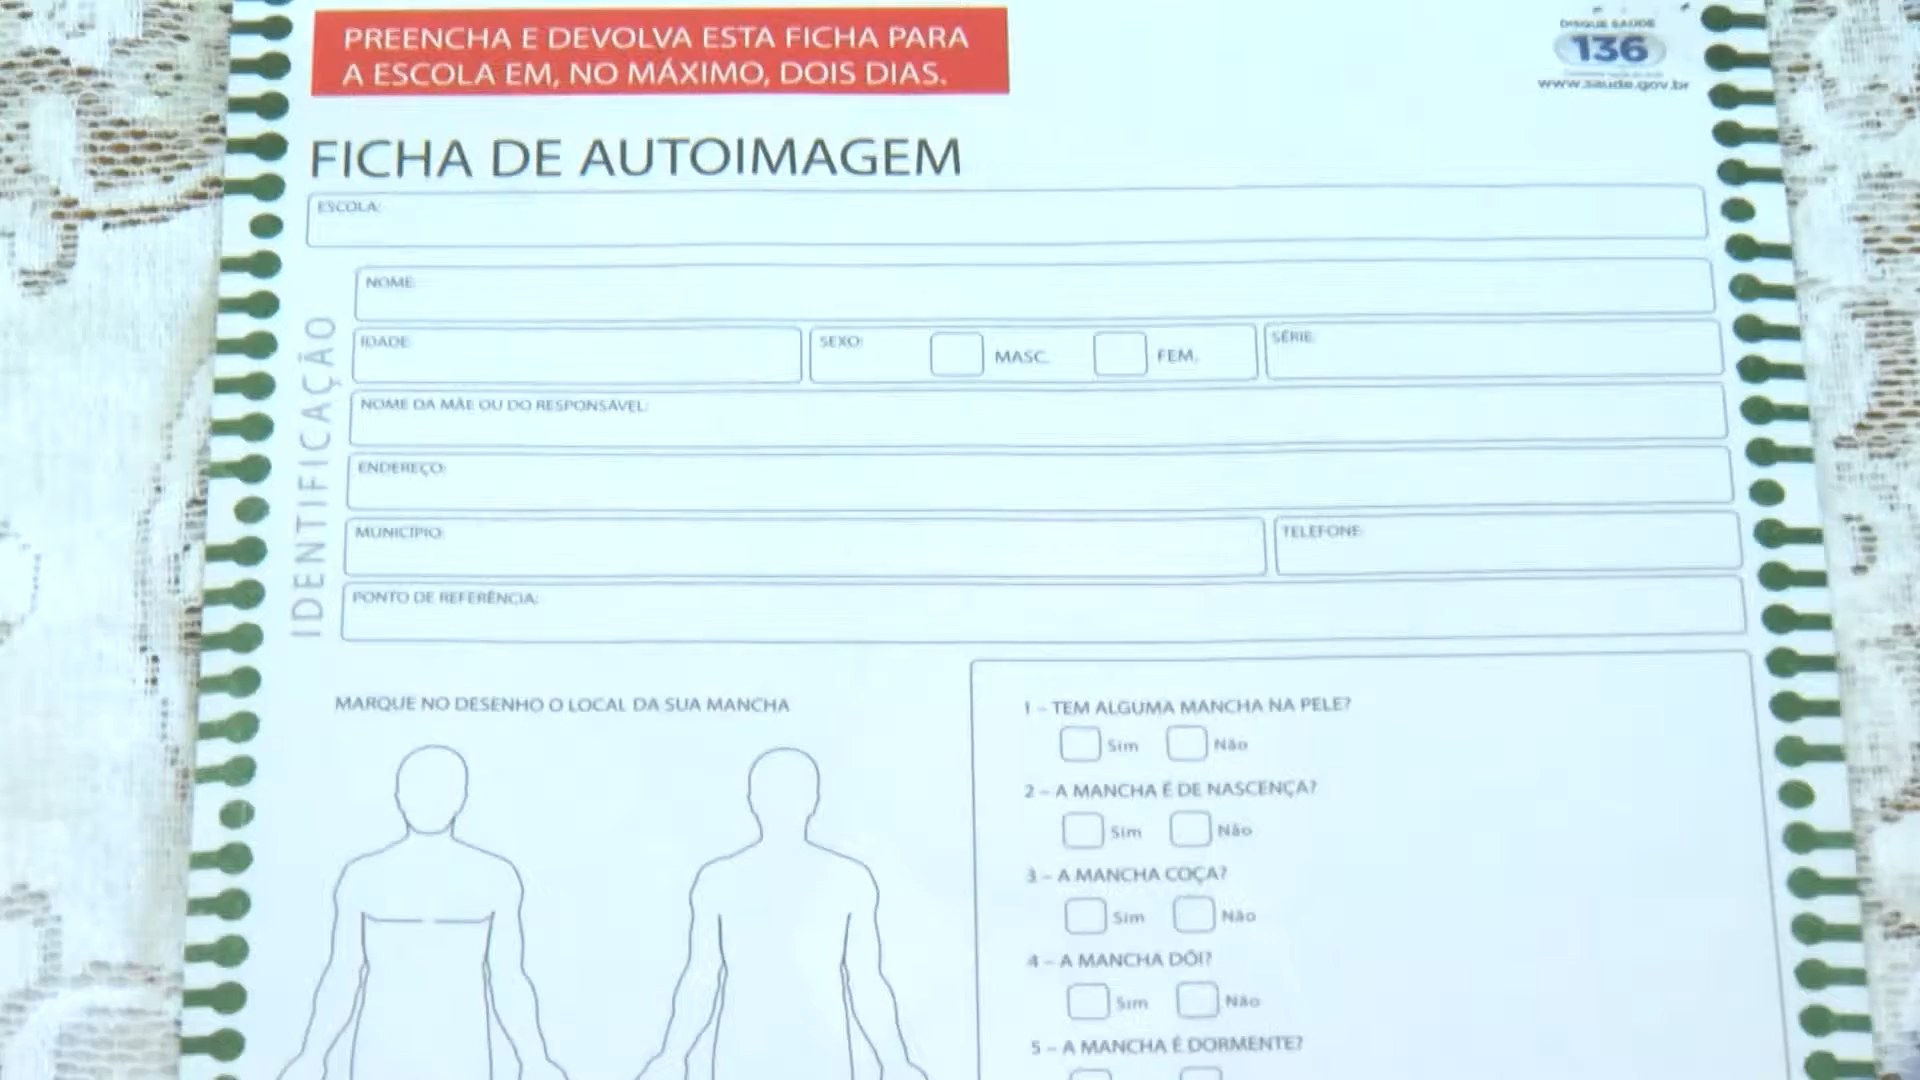 PREENCHA E DEVOLVA ESTA FICHA PARA
A ESCOLA EM, NO MÁXIMO, DOIS DIAS.
DISQUE SAÚDE
136
www.saude.gov.br
FICHA DE AUTOIMAGEM
ESCOLA:
IDENTIFICAÇÃO
NOME:
IDADE: SEXO: MASC. FEM. SÉRIE:
NOME DA MÃE OU DO RESPONSÁVEL:
ENDEREÇO:
MUNICÍPIO: TELEFONE:
PONTO DE REFERÊNCIA:
MARQUE NO DESENHO O LOCAL DA SUA MANCHA
1 – TEM ALGUMA MANCHA NA PELE?
Sim Não
2 – A MANCHA É DE NASCENÇA?
Sim Não
3 – A MANCHA COÇA?
Sim Não
4 – A MANCHA DÓI?
Sim Não
5 – A MANCHA É DORMENTE?